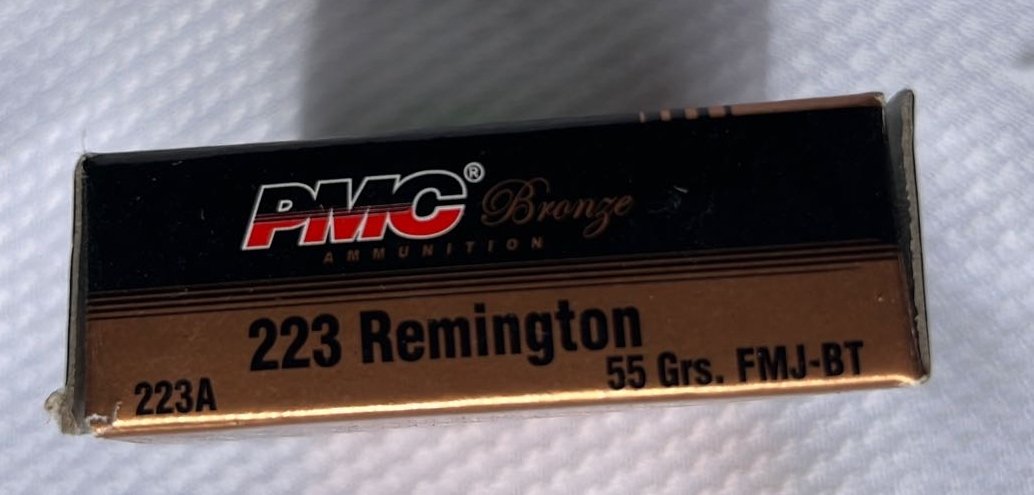 PMC® Bronze
AMMUNITION
223 Remington
223A 55 Grs. FMJ-BT